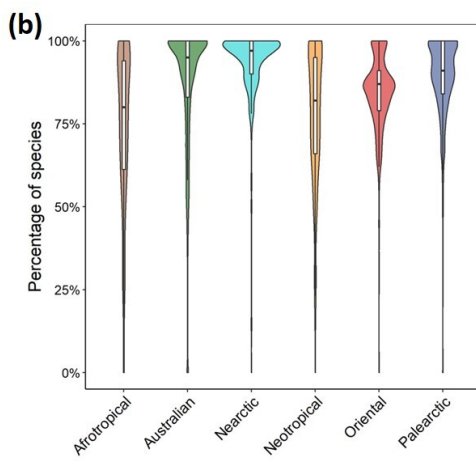 (b)
Percentage of species
100%
75%
50%
25%
0%
Afrotropical
Australian
Nearctic
Neotropical
Oriental
Palearctic